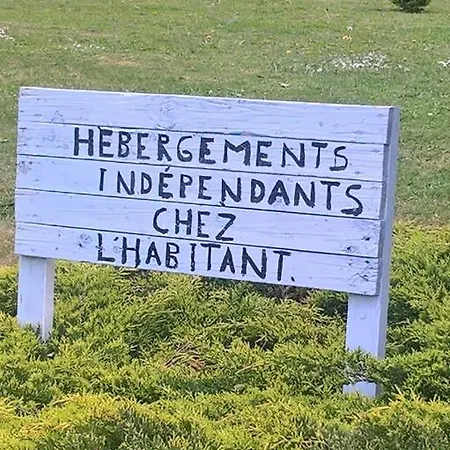 HEBERGEMENTS
INDÉPENDANTS
CHEZ
L'HABITANT.